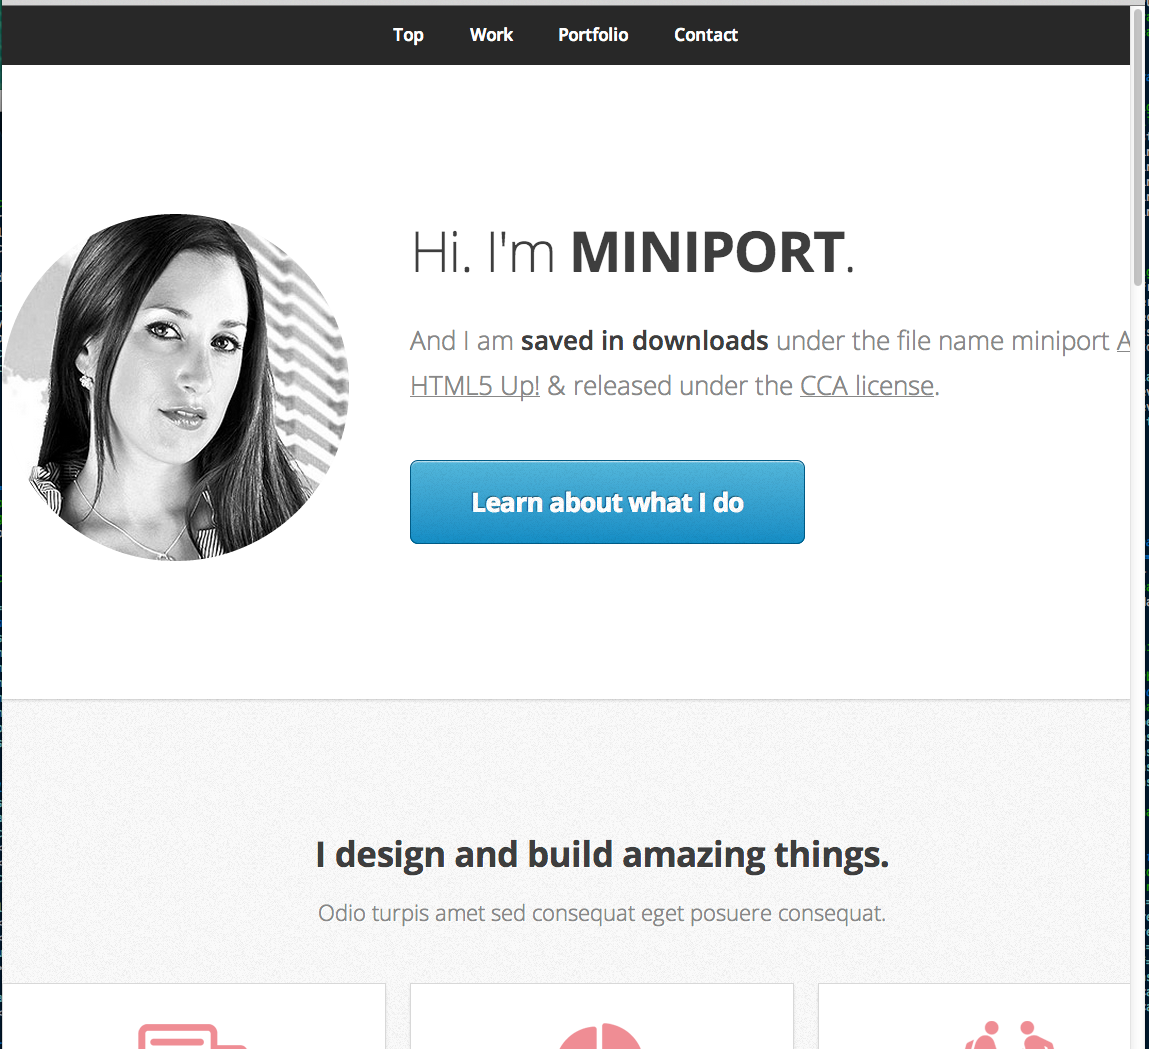 Top Work Portfolio Contact
Hi. I'm MINIPORT.
And I am saved in downloads under the file name miniport A
HTML5 Up! & released under the CCA license.
Learn about what I do
I design and build amazing things.
Odio turpis amet sed consequat eget posuere consequat.